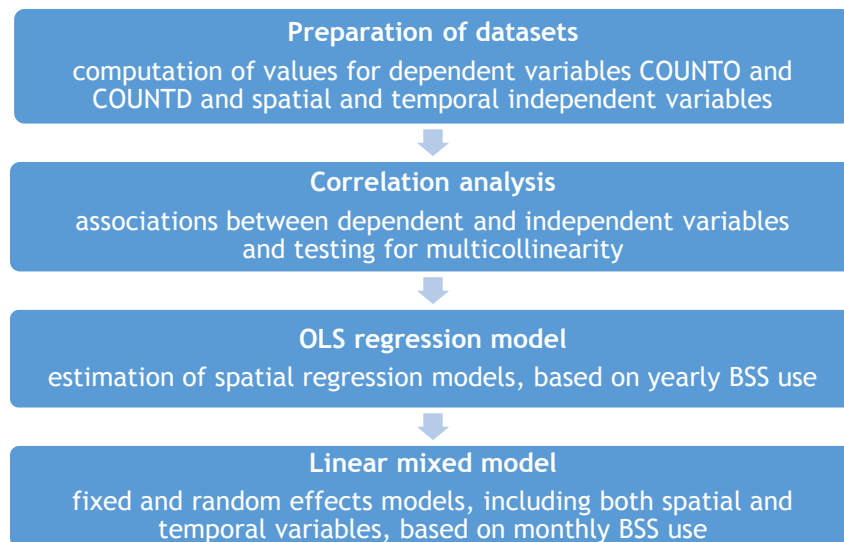 Preparation of datasets
computation of values for dependent variables COUNTO and
COUNTD and spatial and temporal independent variables
Correlation analysis
associations between dependent and independent variables
and testing for multicollinearity
OLS regression model
estimation of spatial regression models, based on yearly BSS use
Linear mixed model
fixed and random effects models, including both spatial and
temporal variables, based on monthly BSS use